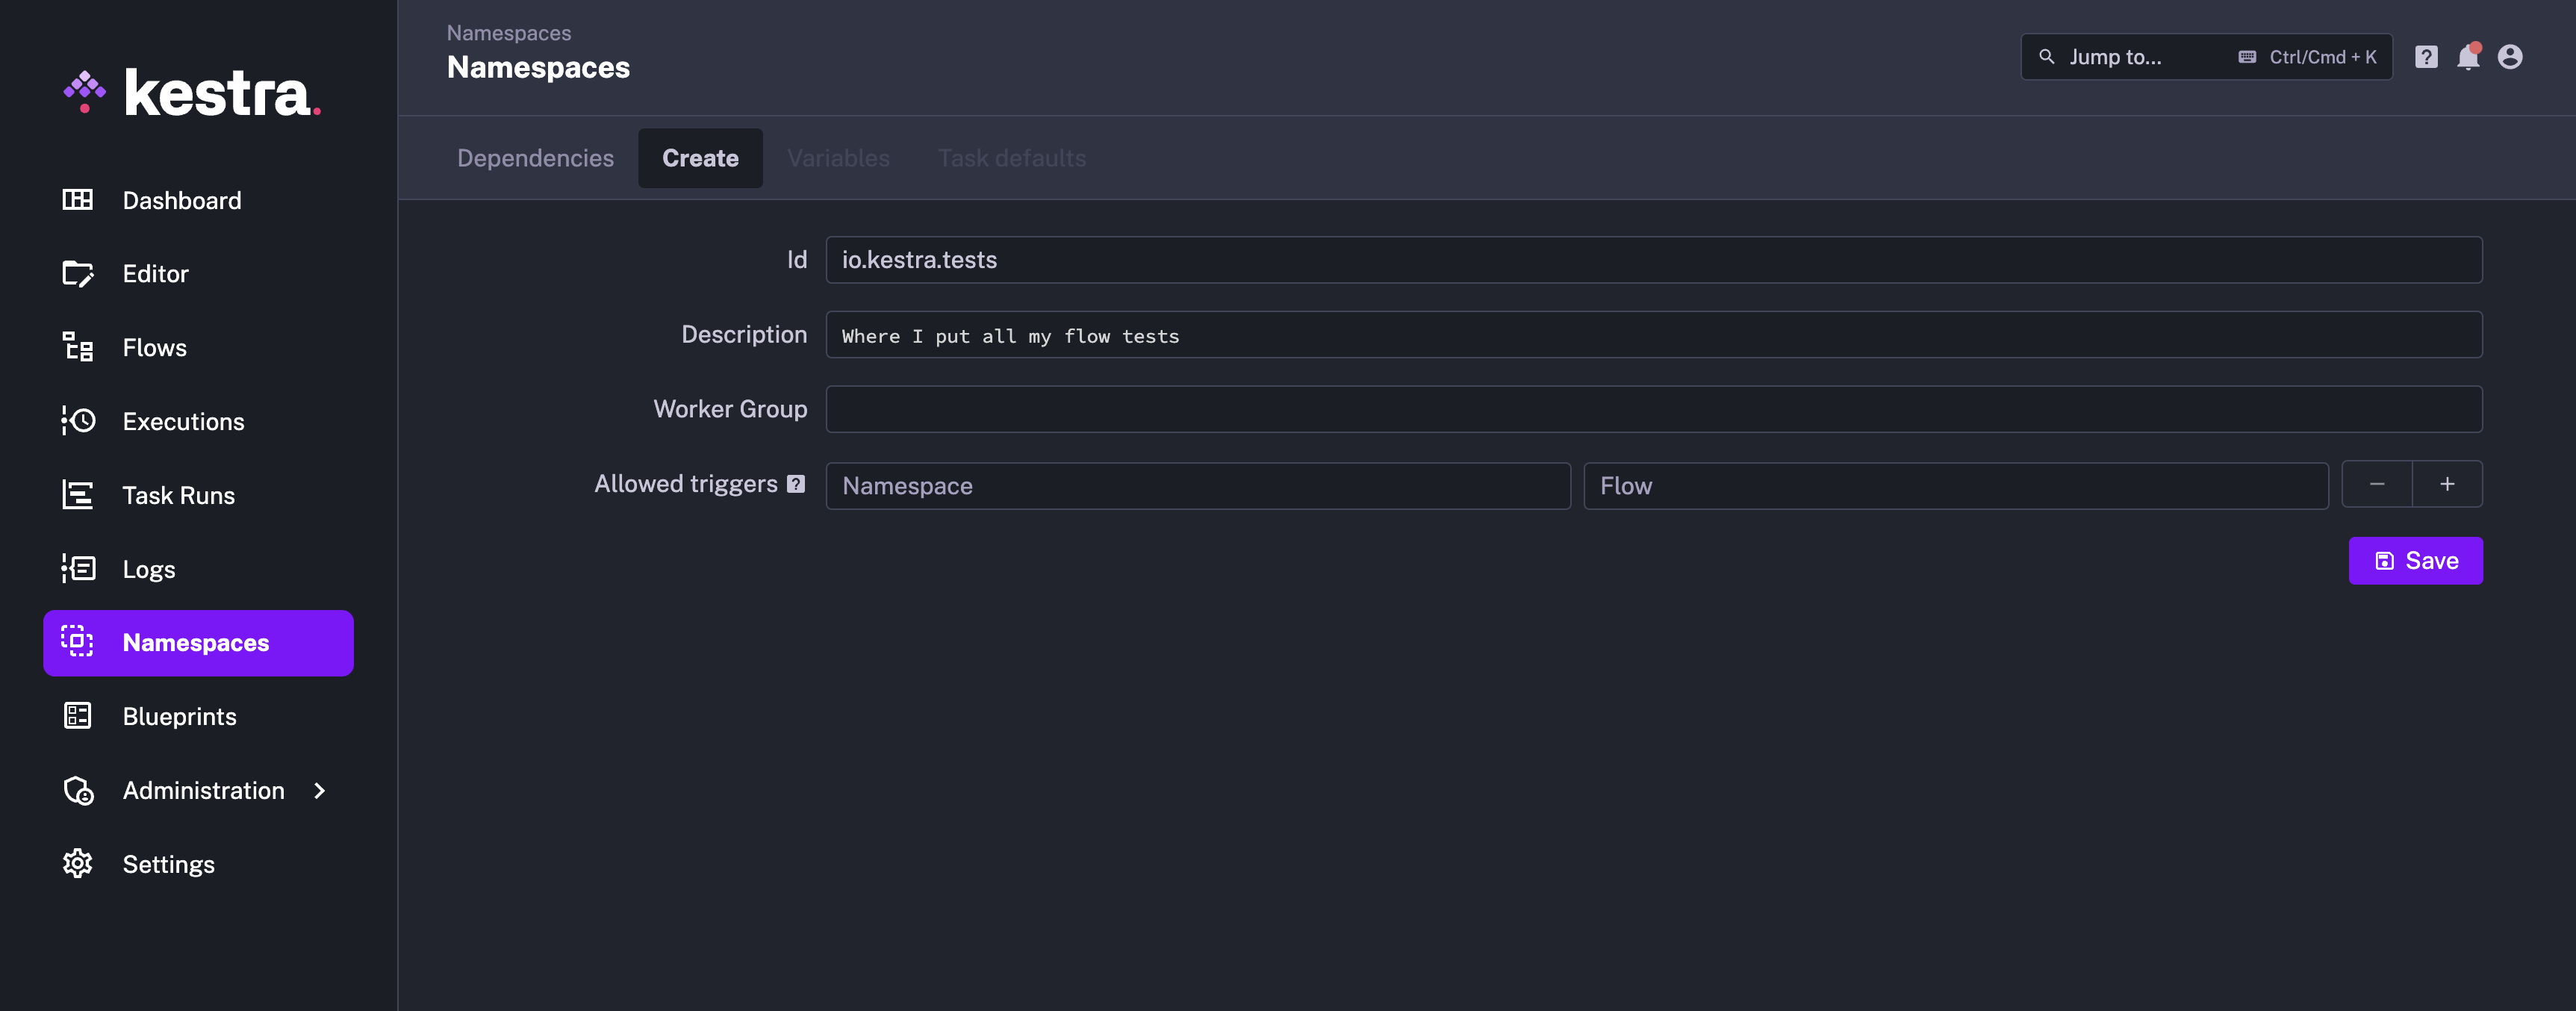 kestra.
Dashboard
Editor
Flows
Executions
Task Runs
Logs
Namespaces
Blueprints
Administration
Settings
Namespaces
Namespaces
Jump to... Ctrl/Cmd + K
Dependencies Create Variables Task defaults
Id io.kestra.tests
Description Where I put all my flow tests
Worker Group
Allowed triggers ? Namespace Flow
Save